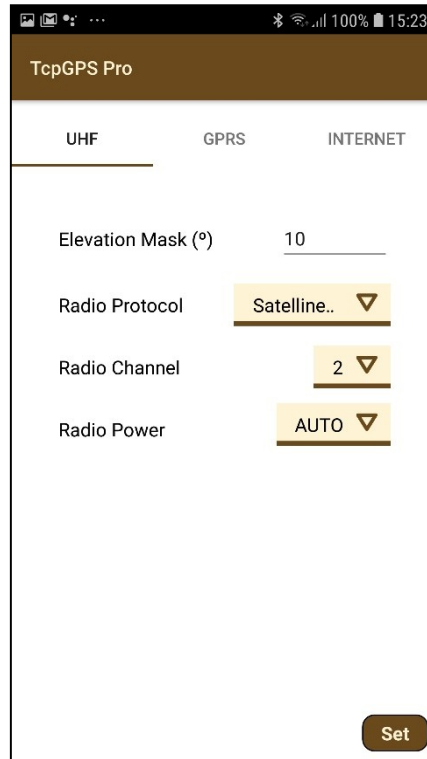 100% 15:23
TcpGPS Pro
UHF GPRS INTERNET
Elevation Mask (º) 10
Radio Protocol Satelline..
Radio Channel 2
Radio Power AUTO
Set